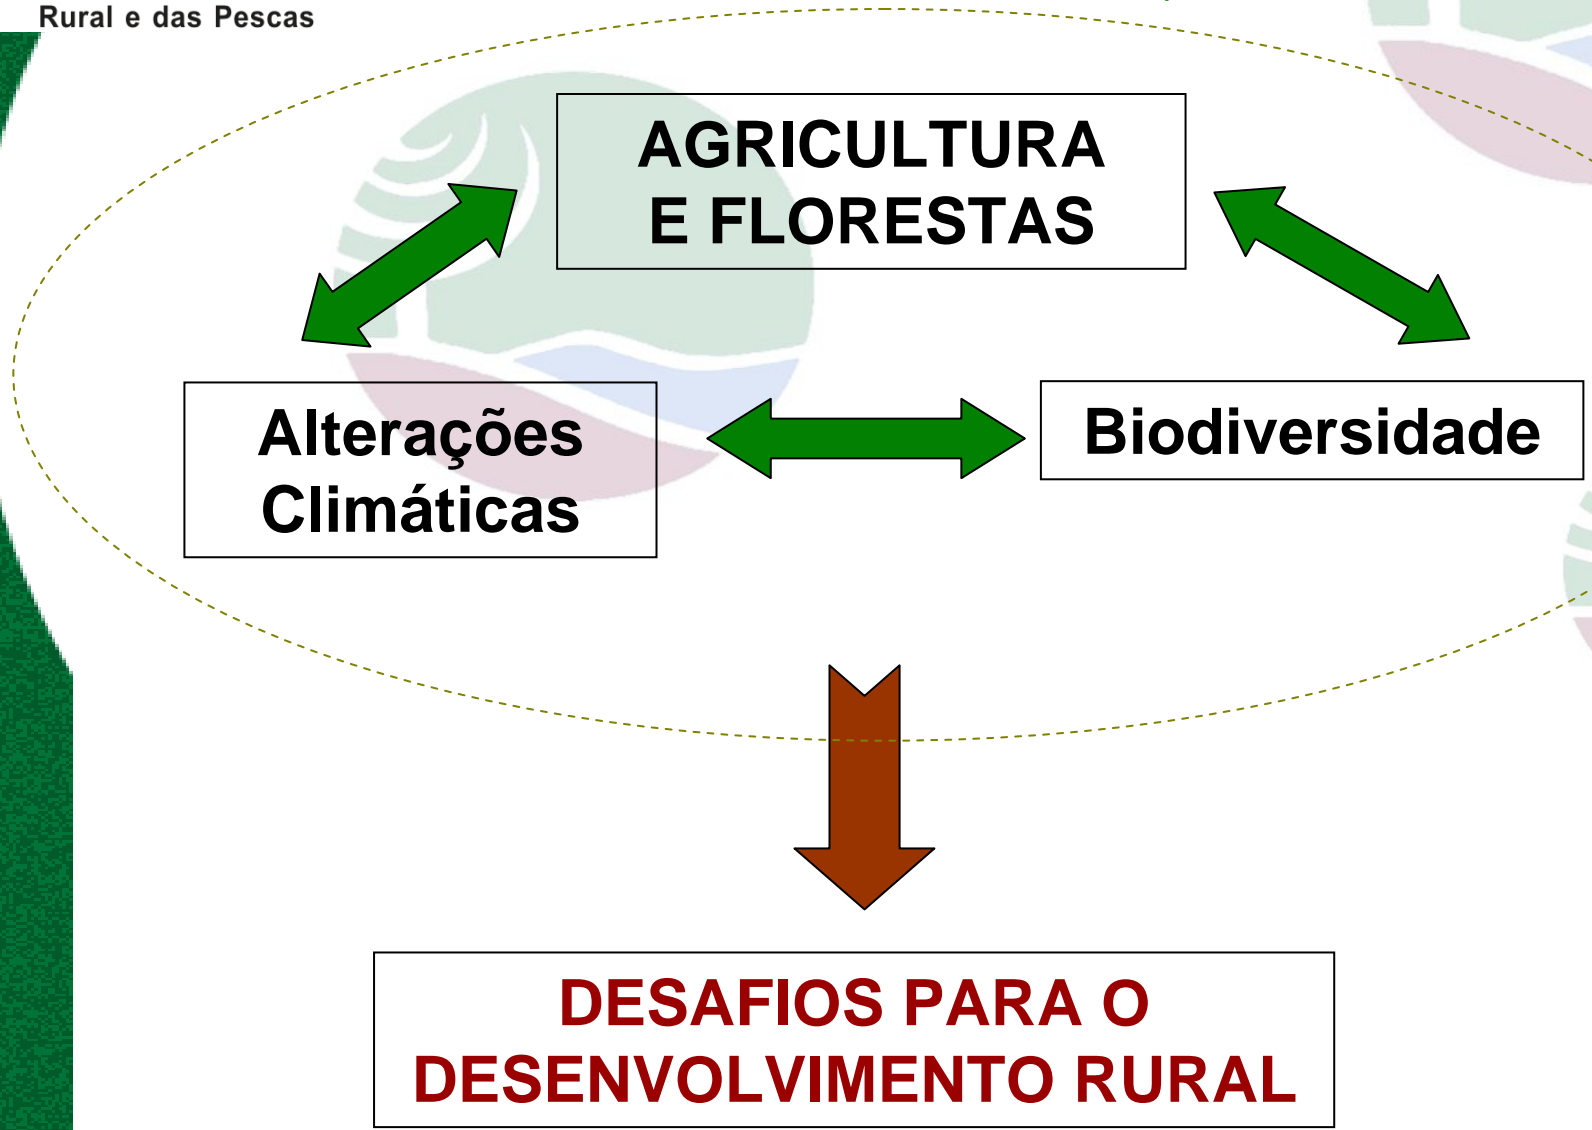 Rural e das Pescas
AGRICULTURA
E FLORESTAS
Alterações
Climáticas
Biodiversidade
DESAFIOS PARA O
DESENVOLVIMENTO RURAL